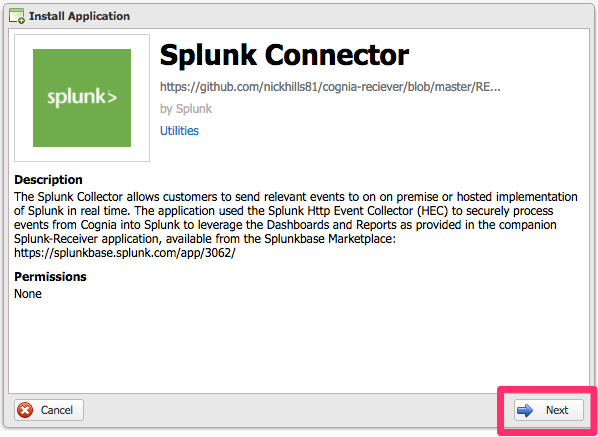 Install Application
splunk>
Splunk Connector
https://github.com/nickhills81/cognia-reciever/blob/master/RE...
by Splunk
Utilities
Description
The Splunk Collector allows customers to send relevant events to on on premise or hosted implementation
of Splunk in real time. The application used the Splunk Http Event Collector (HEC) to securely process
events from Cognia into Splunk to leverage the Dashboards and Reports as provided in the companion
Splunk-Receiver application, available from the Splunkbase Marketplace:
https://splunkbase.splunk.com/app/3062/
Permissions
None
Cancel
Next